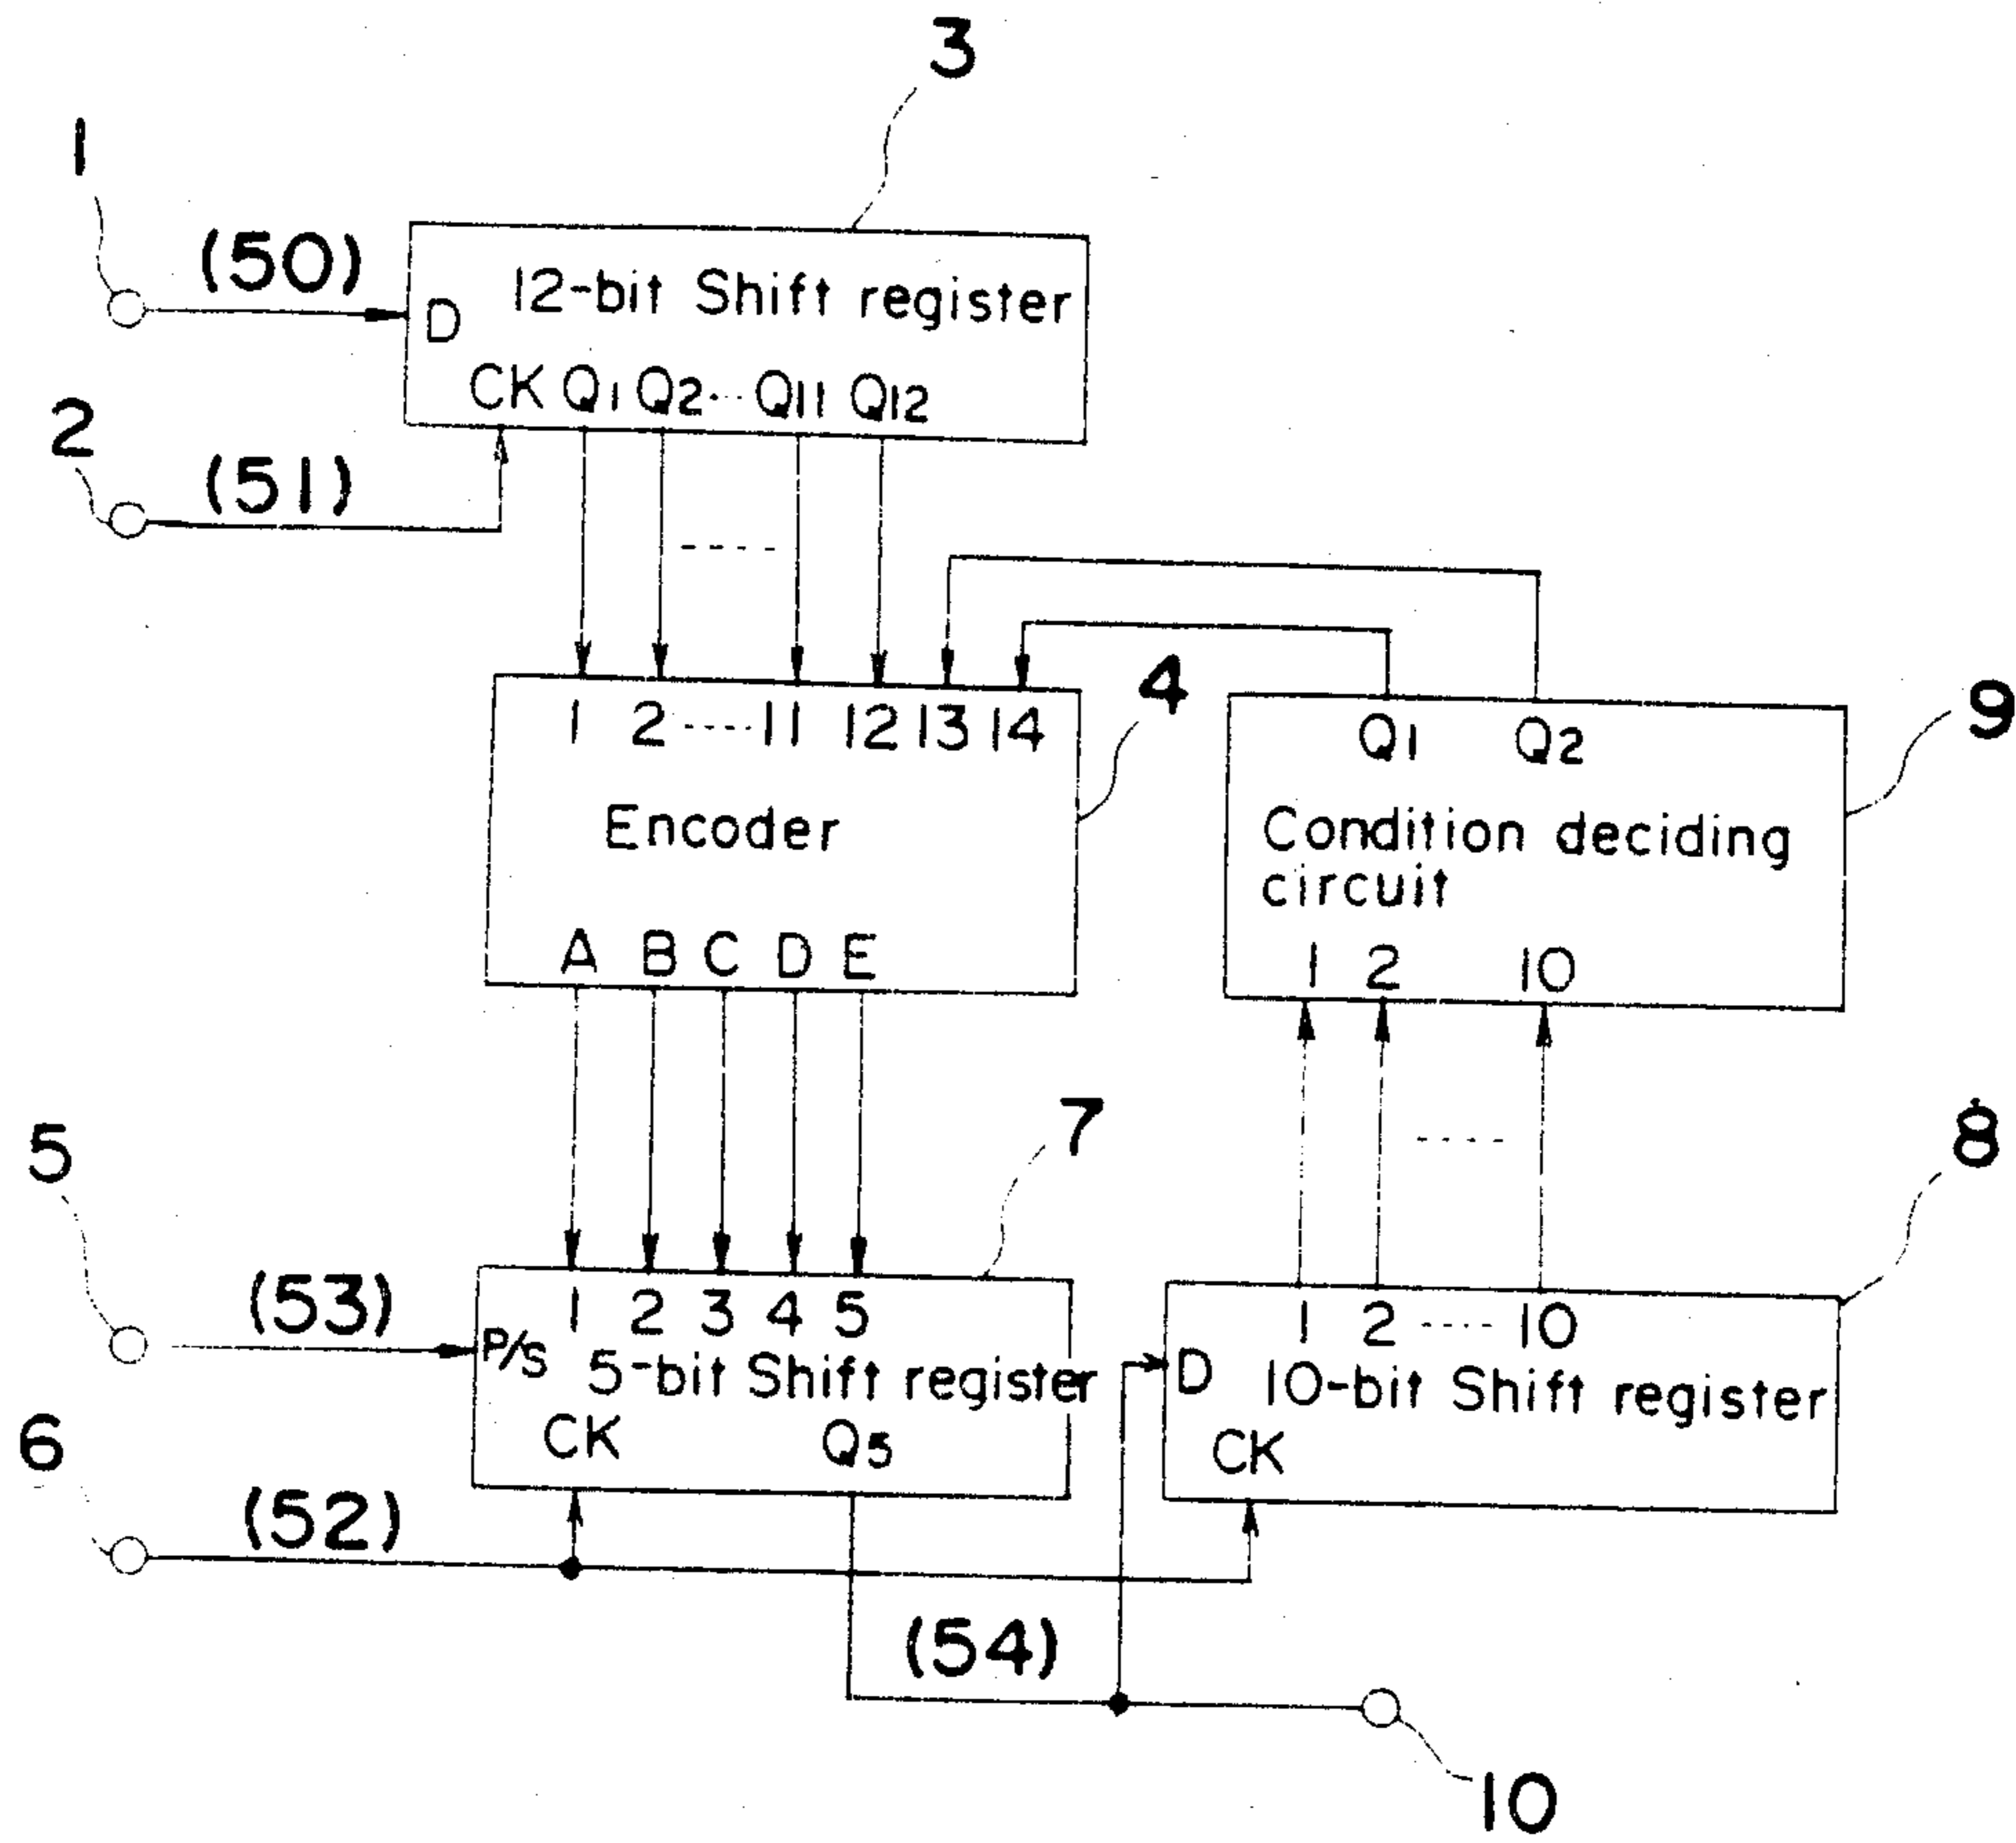 3
1
(50)
12-bit Shift register
D
CK Q1 Q2 ... Q11 Q12
2
(51)
4
1 2 ---- 11 12 13 14
9
Q1 Q2
Encoder
Condition deciding
circuit
A B C D E
1 2 10
7
5
8
(53)
1 2 3 4 5
1 2 ---- 10
P/S 5-bit Shift register
D 10-bit Shift register
CK Q5
CK
6
(52)
(54)
10